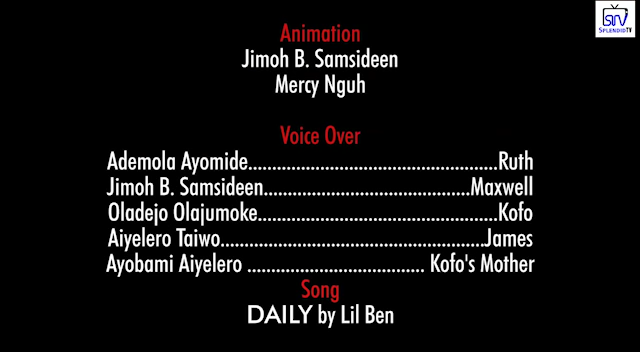 STV
SPLENDID TV
Animation
Jimoh B. Samsideen
Mercy Nguh
Voice Over
Ademola Ayomide..................................................Ruth
Jimoh B. Samsideen.........................................Maxwell
Oladejo Olajumoke................................................Kofo
Aiyelero Taiwo.....................................................James
Ayobami Aiyelero ................................... Kofo's Mother
Song
DAILY by Lil Ben